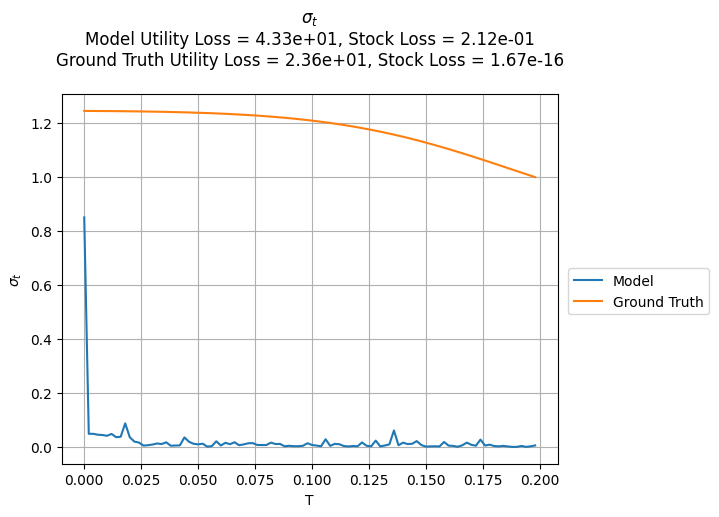 σₜ
Model Utility Loss = 4.33e+01, Stock Loss = 2.12e-01
Ground Truth Utility Loss = 2.36e+01, Stock Loss = 1.67e-16
1.2
1.0
0.8
0.6
0.4
0.2
0.0
σₜ
0.000 0.025 0.050 0.075 0.100 0.125 0.150 0.175 0.200
T
Model
Ground Truth